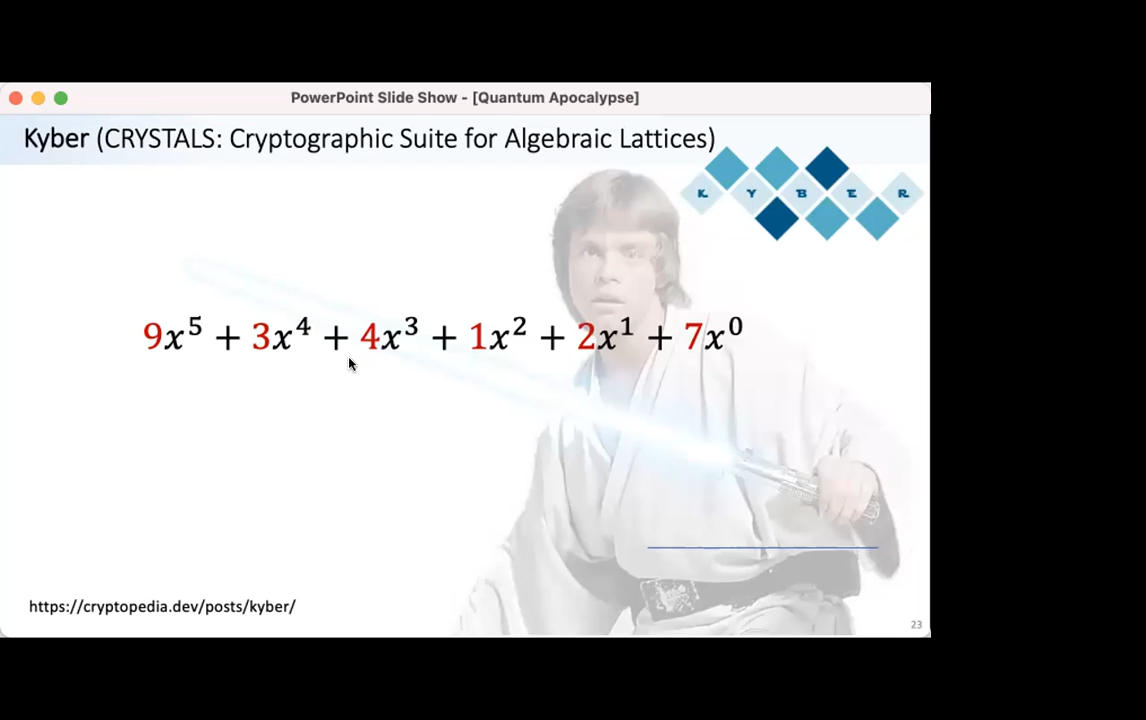 PowerPoint Slide Show - [Quantum Apocalypse]
Kyber (CRYSTALS: Cryptographic Suite for Algebraic Lattices)
K Y B E R
9x⁵ + 3x⁴ + 4x³ + 1x² + 2x¹ + 7x⁰
https://cryptopedia.dev/posts/kyber/
23